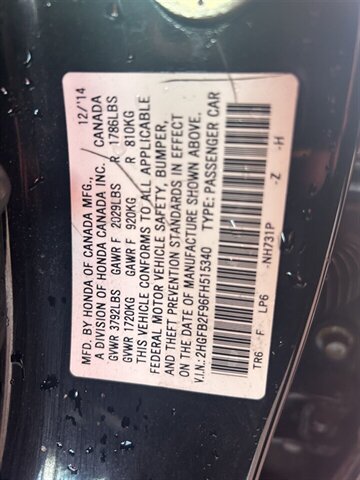 MFD. BY HONDA OF CANADA MFG., 12/'14
A DIVISION OF HONDA CANADA INC. CANADA
GVWR 3792LBS GAWR F 2029LBS R 1786LBS
GVWR 1720KG GAWR F 920KG R 810KG
THIS VEHICLE CONFORMS TO ALL APPLICABLE
FEDERAL MOTOR VEHICLE SAFETY, BUMPER,
AND THEFT PREVENTION STANDARDS IN EFFECT
ON THE DATE OF MANUFACTURE SHOWN ABOVE.
V.I.N.: 2HGFB2F96FH515340 TYPE: PASSENGER CAR
TR6 -F LP6 -NH731P -Z -H